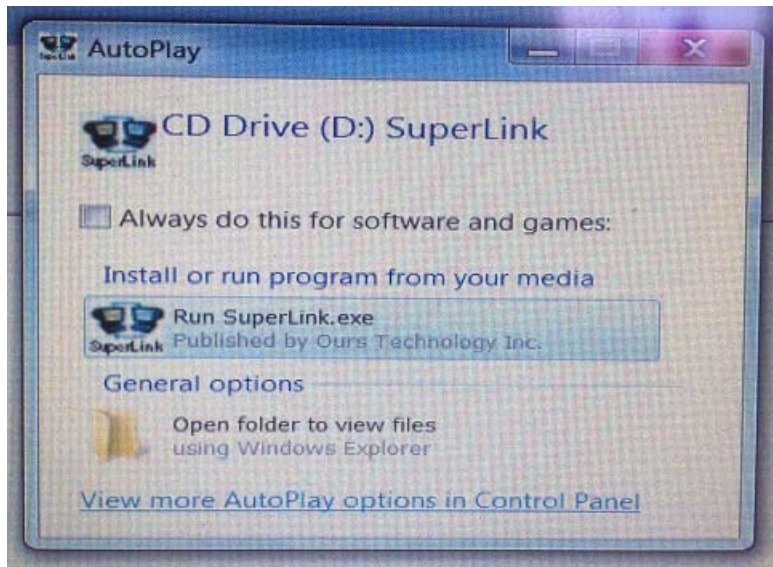 AutoPlay
CD Drive (D:) SuperLink
SuperLink
Always do this for software and games:
Install or run program from your media
Run SuperLink.exe
SuperLink
Published by Ours Technology Inc.
General options
Open folder to view files
using Windows Explorer
View more AutoPlay options in Control Panel